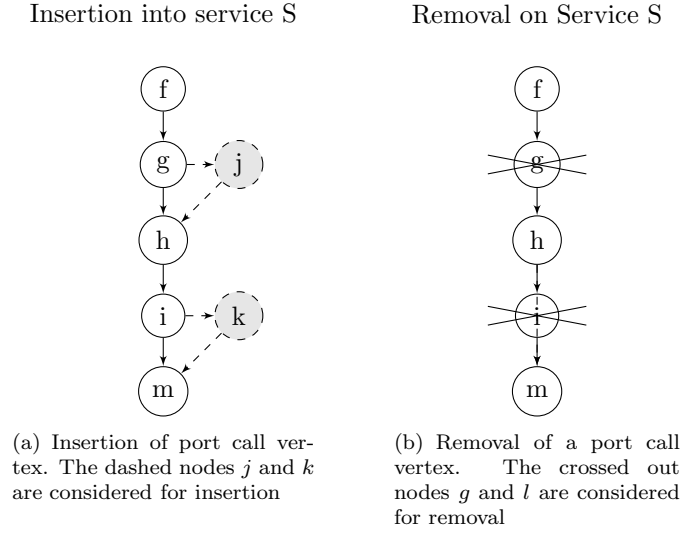 Insertion into service S
f
g
j
h
i
k
m
(a) Insertion of port call ver-
tex. The dashed nodes j and k
are considered for insertion
Removal on Service S
f
g
h
i
m
(b) Removal of a port call
vertex. The crossed out
nodes g and l are considered
for removal